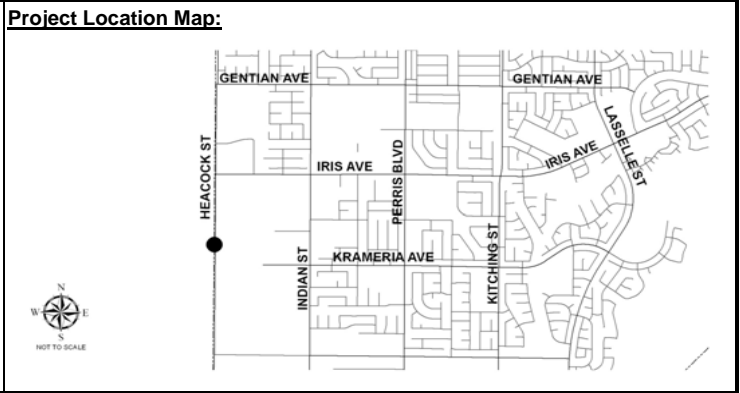 Project Location Map:
GENTIAN AVE
GENTIAN AVE
LASSELLE ST
HEACOCK ST
IRIS AVE
IRIS AVE
PERRIS BLVD
INDIAN ST
KRAMERIA AVE
KITCHING ST
N
W
E
S
NOT TO SCALE